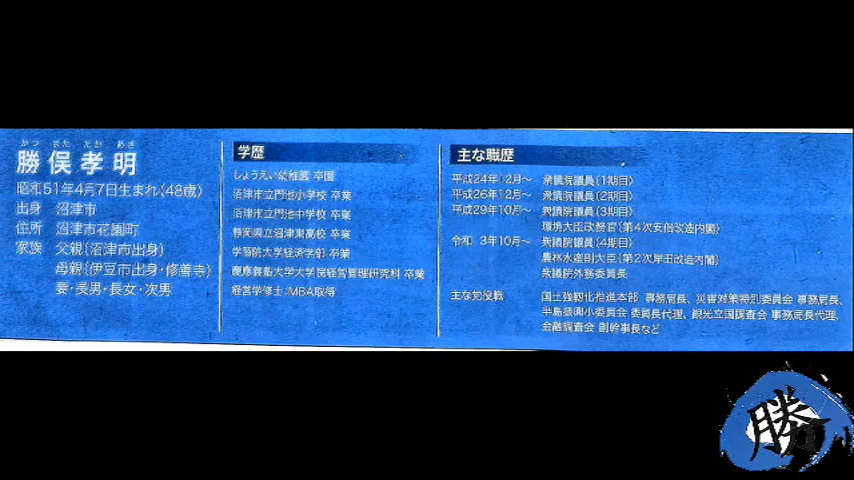 かつ また たか あき
勝俣孝明
昭和51年4月7日生まれ(48歳)
出身 沼津市
住所 沼津市花園町
家族 父親(沼津市出身)
母親(伊豆市出身・修善寺)
妻・長男・長女・次男
学歴
しょうえい幼稚園 卒園
沼津市立門池小学校 卒業
沼津市立門池中学校 卒業
静岡県立沼津東高校 卒業
学習院大学経済学部 卒業
慶應義塾大学大学院経営管理研究科 卒業
経営学修士:MBA取得
主な職歴
平成24年12月~ 衆議院議員(1期目)
平成26年12月~ 衆議院議員(2期目)
平成29年10月~ 衆議院議員(3期目)
環境大臣政務官(第4次安倍改造内閣)
令和 3年10月~ 衆議院議員(4期目)
農林水産副大臣(第2次岸田改造内閣)
衆議院外務委員長
主な党役職 国土強靱化推進本部 事務局長、災害対策特別委員会 事務局長、
半島振興小委員会 委員長代理、観光立国調査会 事務局長代理、
金融調査会 副幹事長など
勝